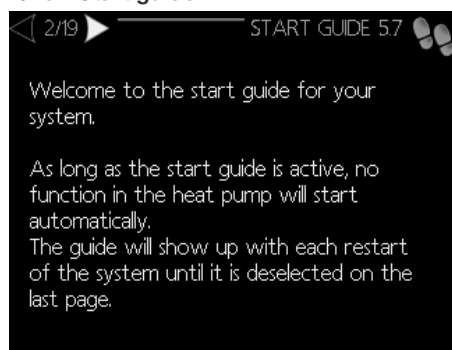 2/19 START GUIDE 5.7
Welcome to the start guide for your
system.
As long as the start guide is active, no
function in the heat pump will start
automatically.
The guide will show up with each restart
of the system until it is deselected on the
last page.